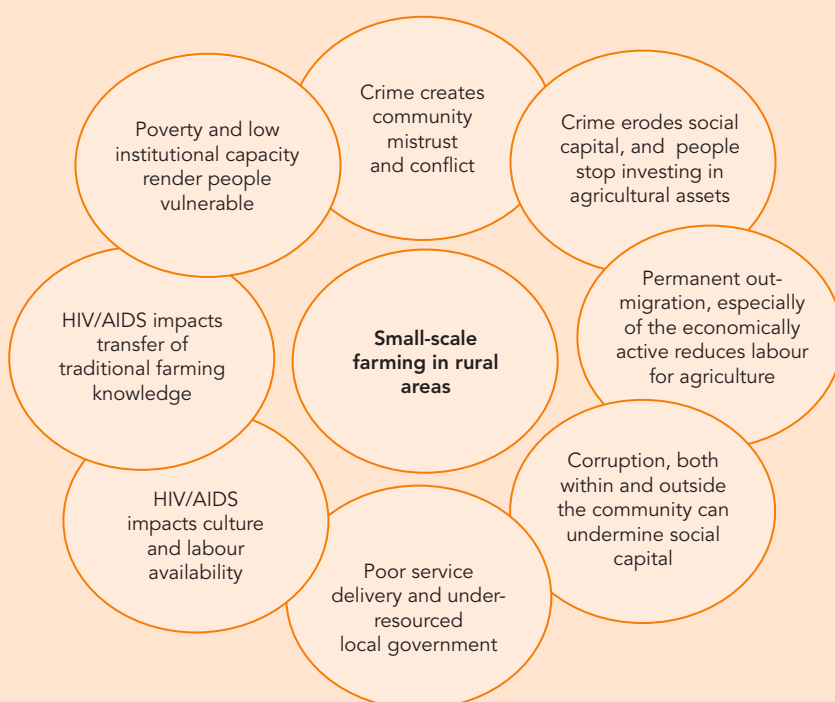 Crime creates
community
mistrust
and conflict
Crime erodes social
capital, and people
stop investing in
agricultural assets
Permanent out-
migration, especially
of the economically
active reduces labour
for agriculture
Corruption, both
within and outside
the community can
undermine social
capital
Poor service
delivery and under-
resourced
local government
HIV/AIDS
impacts culture
and labour
availability
HIV/AIDS impacts
transfer of
traditional farming
knowledge
Poverty and low
institutional capacity
render people
vulnerable
Small-scale
farming in rural
areas